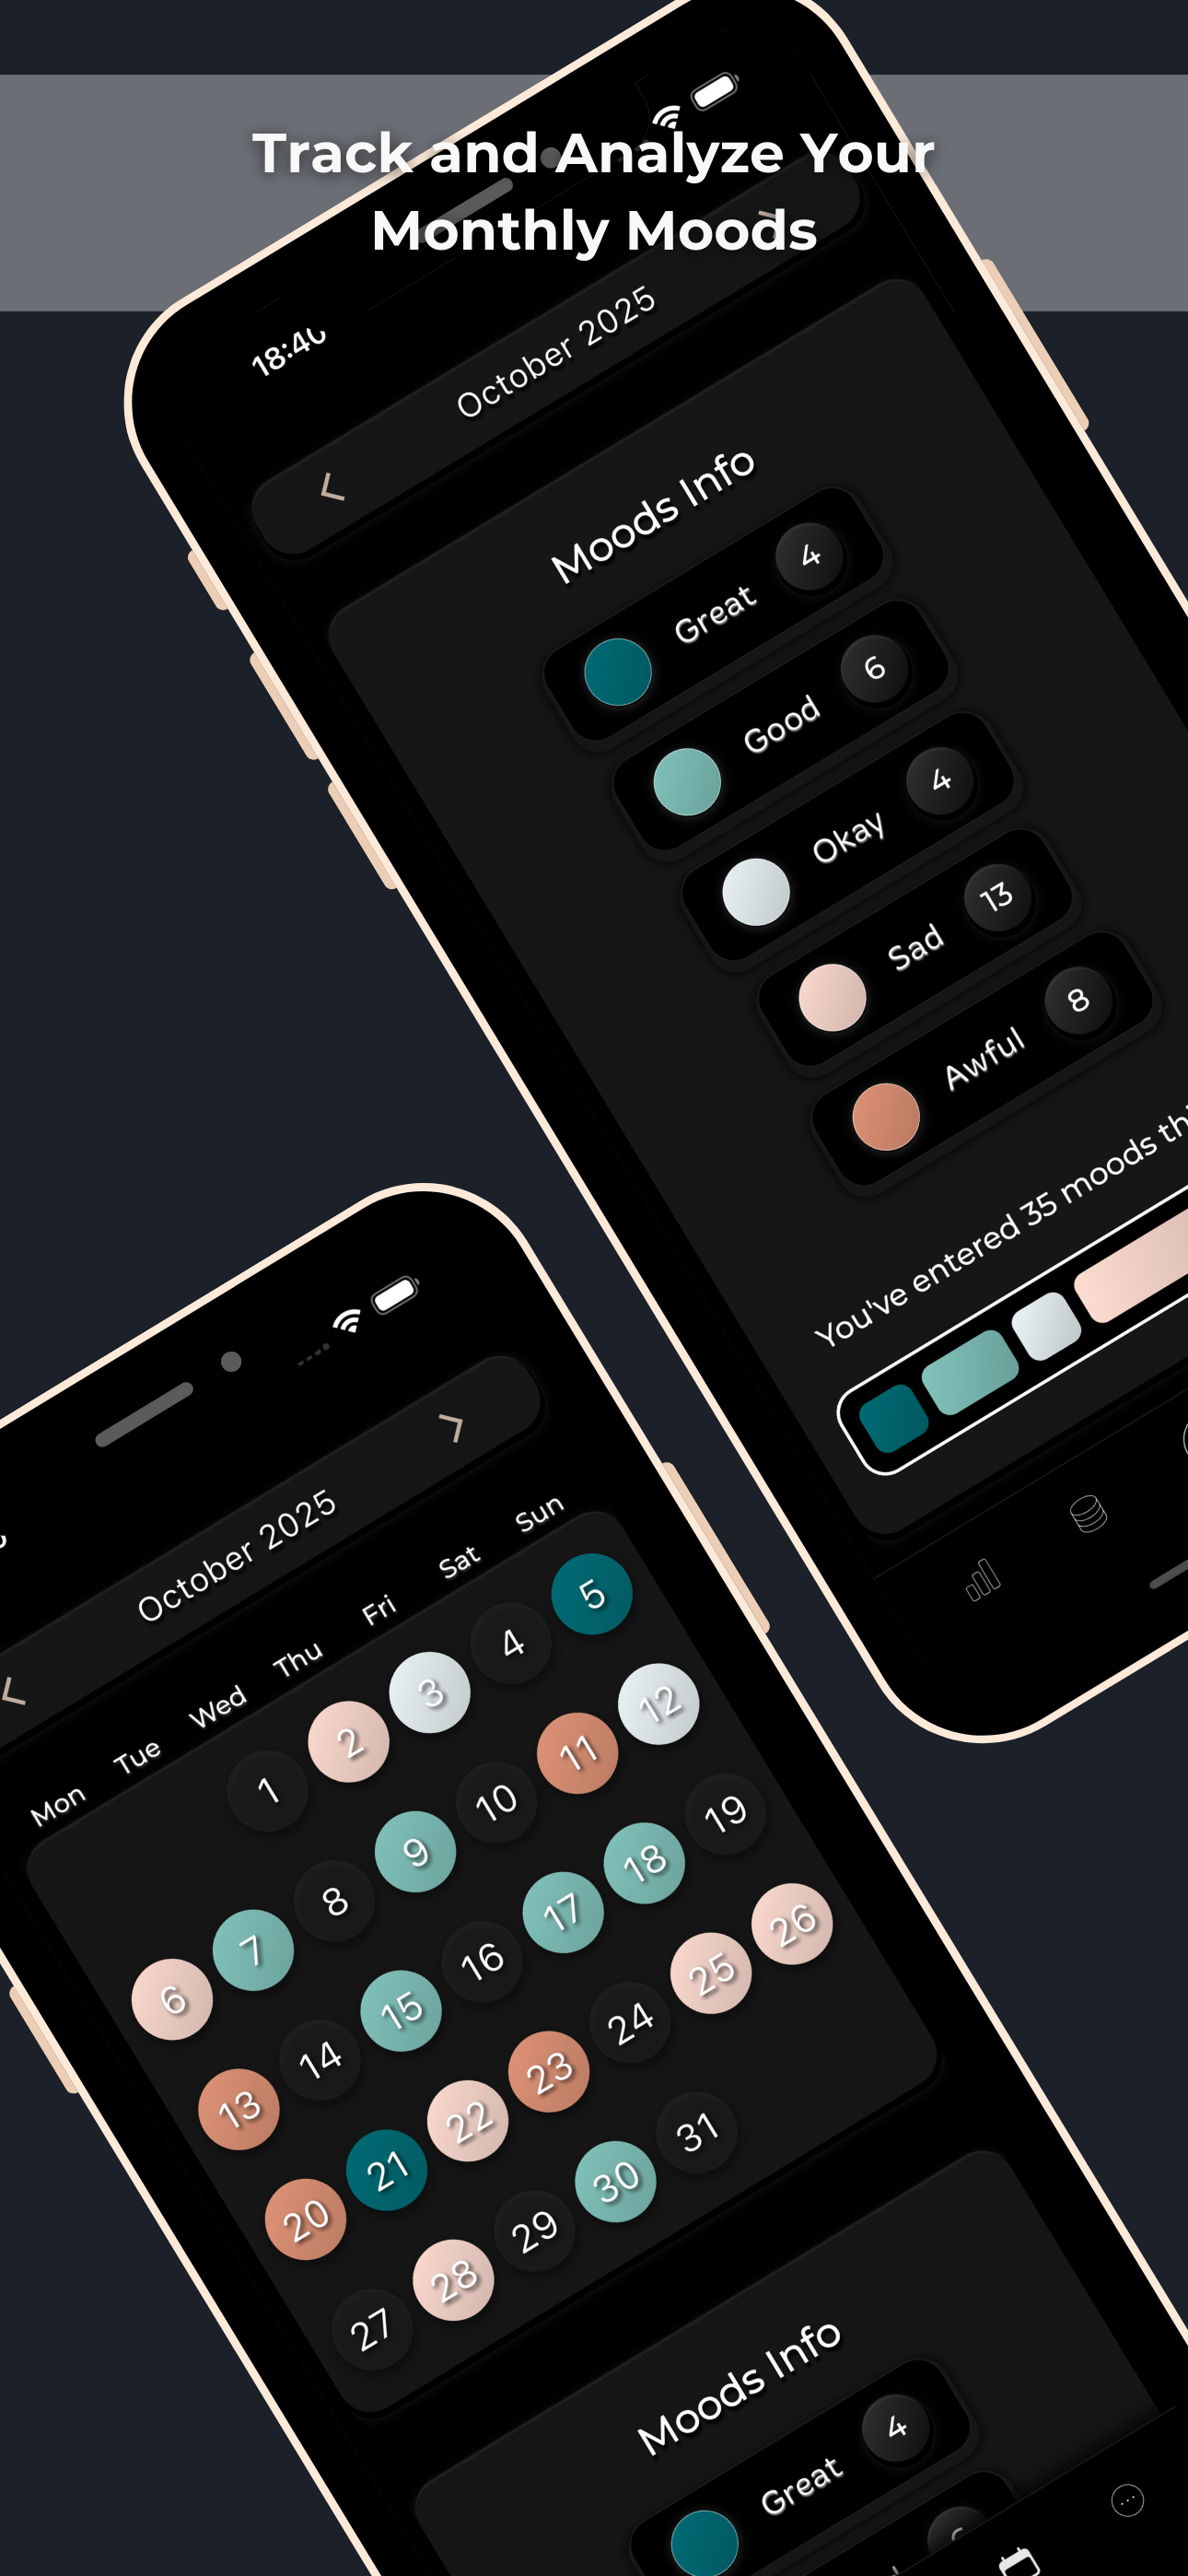 Track and Analyze Your
Monthly Moods
October 2025
Moods Info
Great 4
Good 6
Okay 4
Sad 13
Awful 8
You've entered 35 moods
October 2025
Mon Tue Wed Thu Fri Sat Sun
1 2 3 4 5
6 7 8 9 10 11 12
13 14 15 16 17 18 19
20 21 22 23 24 25 26
27 28 29 30 31
Moods Info
Great 4